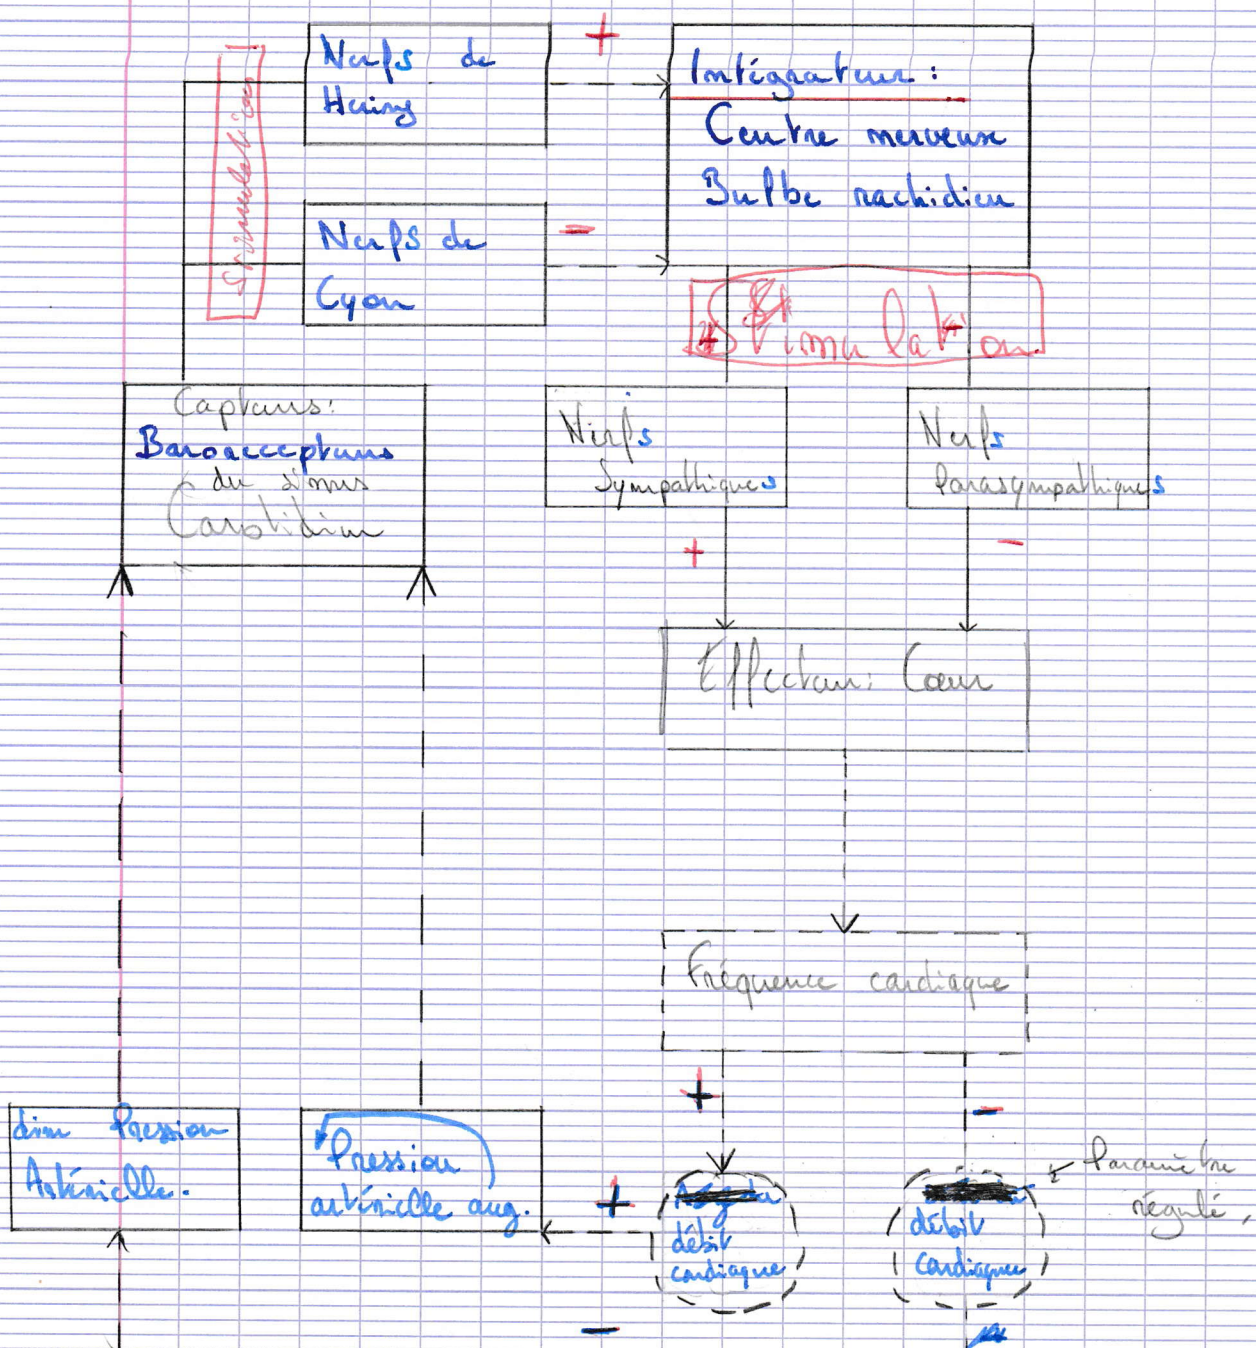 Nerfs de
Hering
+
Intégrateur :
Centre nerveux
Bulbe rachidien
Stimulation
Nerfs de
Cyon
-
+
Stimulation
-
Capteurs :
Barorécepteurs
du sinus
Carotidien
Nerfs
Sympathiques
Nerfs
Parasympathiques
+
-
Effecteur : Cœur
Fréquence cardiaque
+
-
dim Pression
Artérielle.
Pression
artérielle aug.
+
débit
cardiaque
débit
cardiaque
Paramètre
régulé,
-